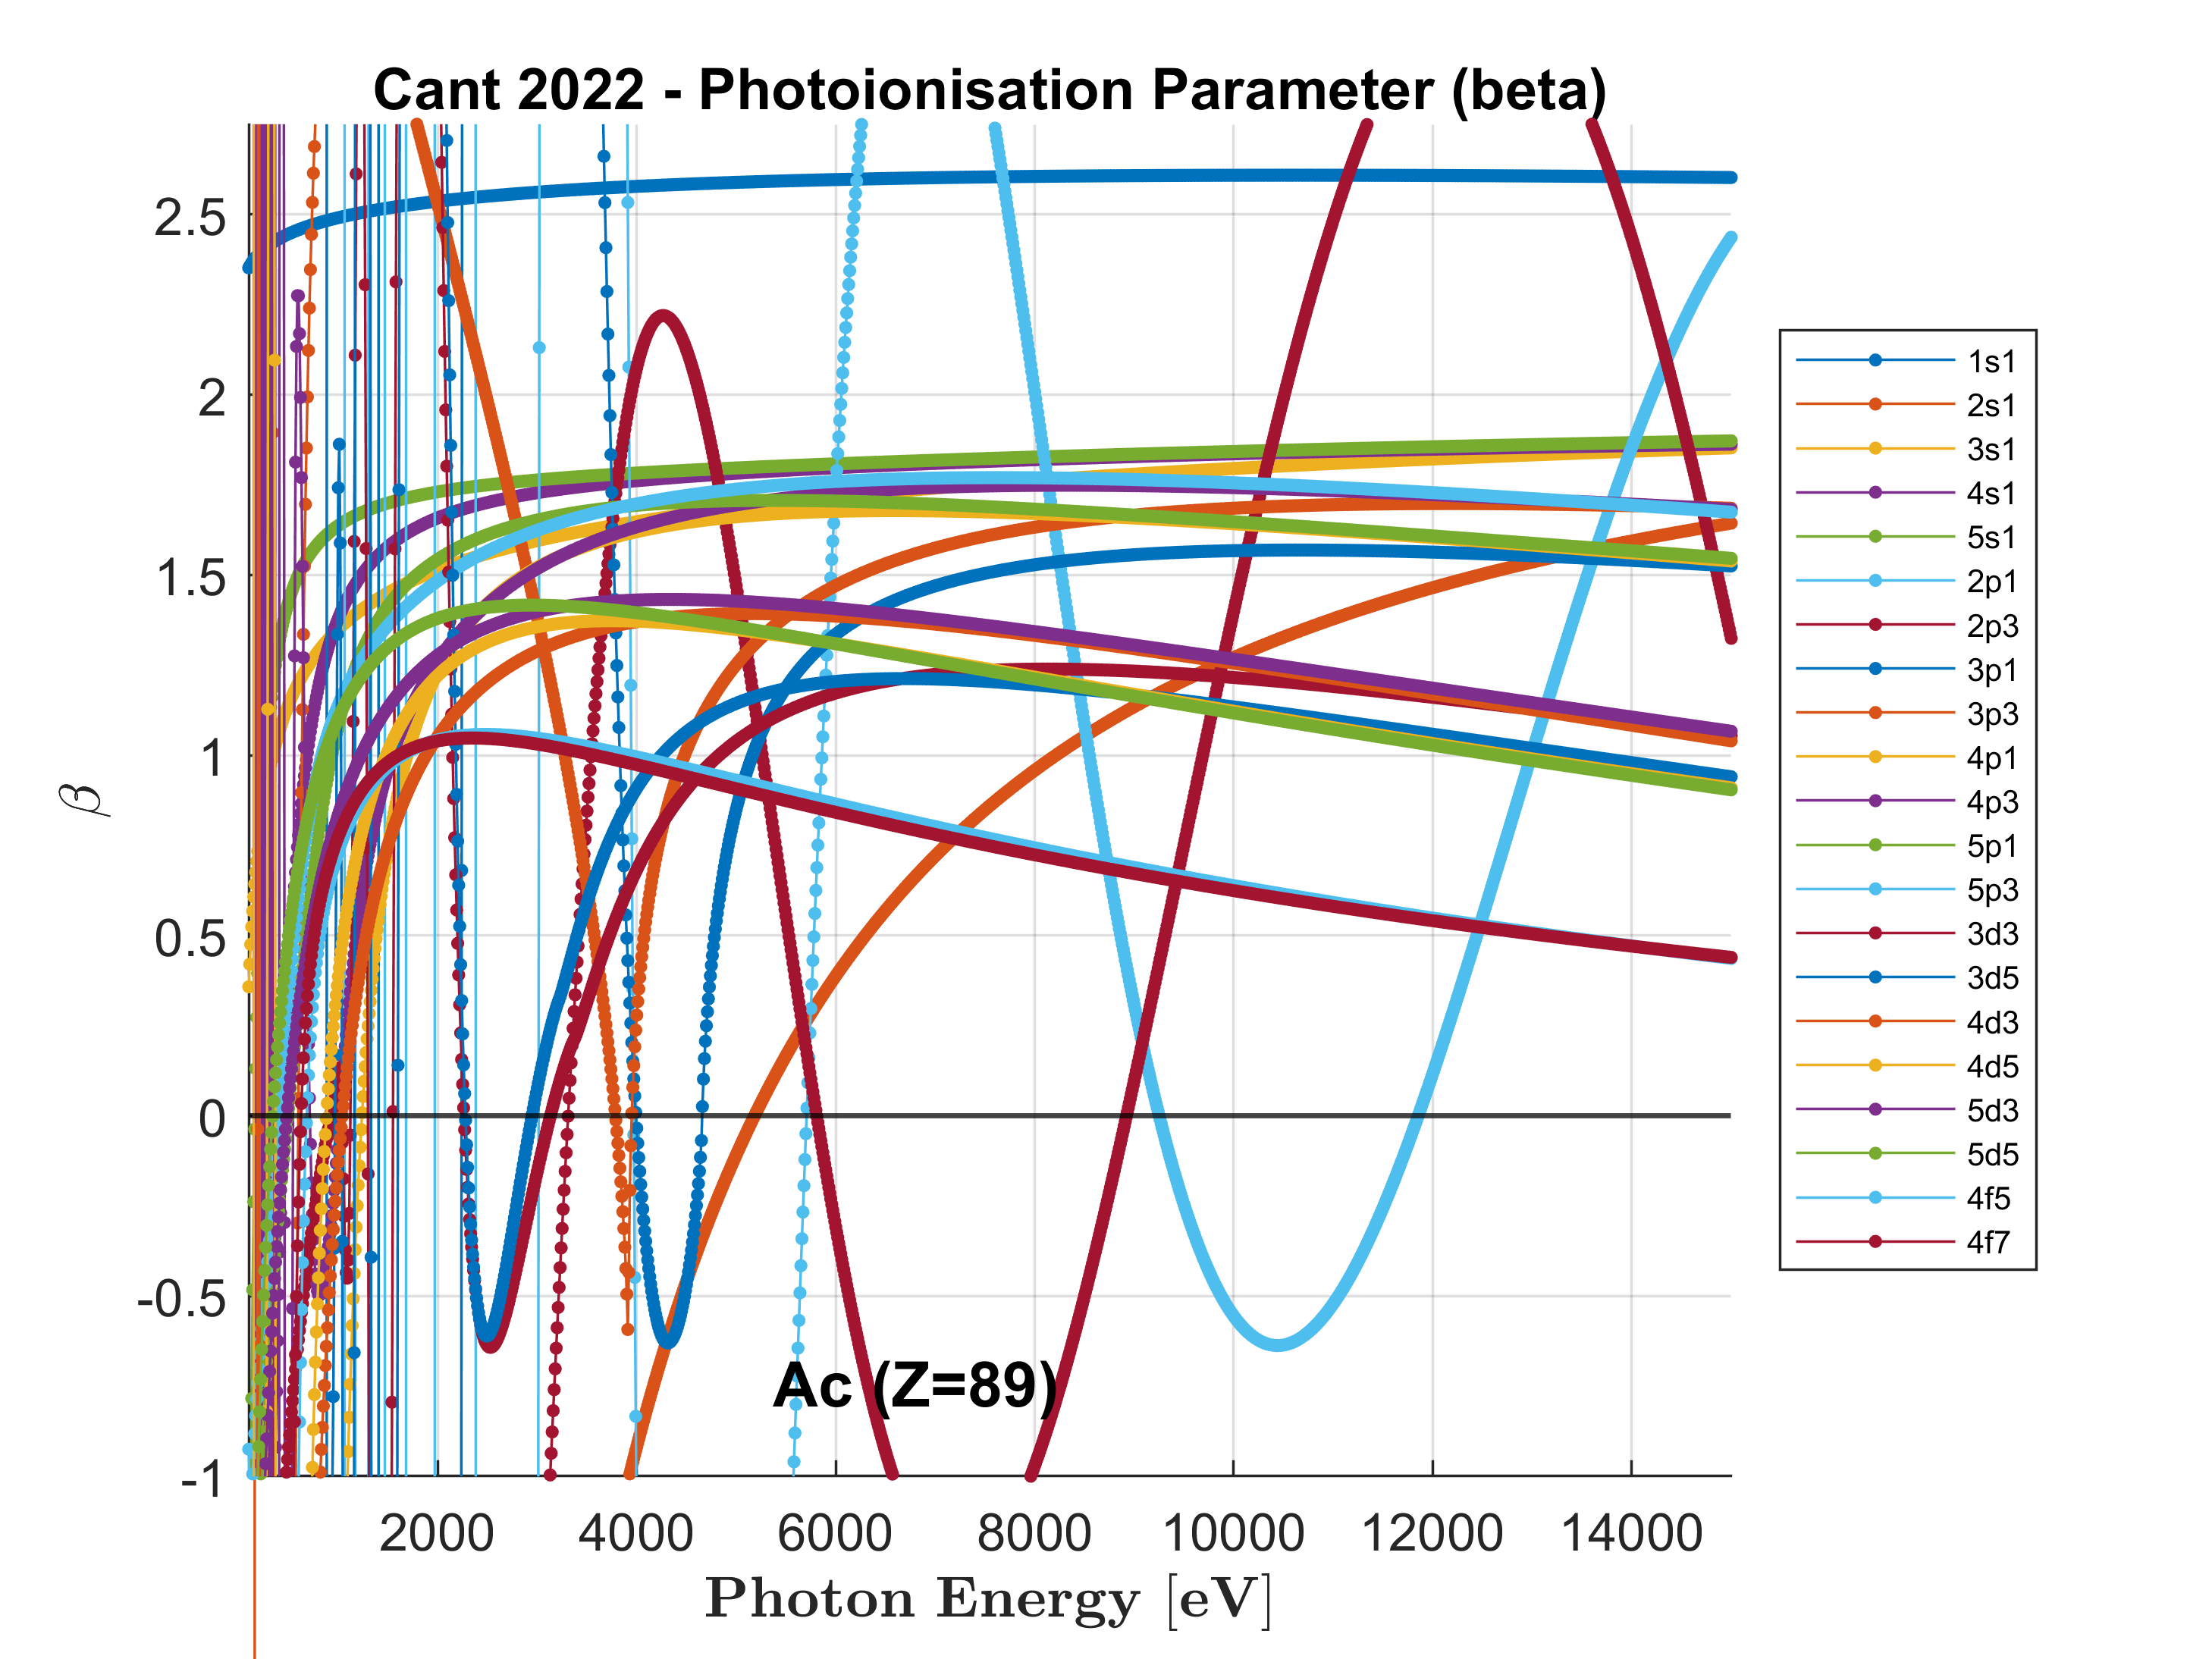 Cant 2022 - Photoionisation Parameter (beta)
2.5
2
1.5
1
0.5
0
-0.5
-1
β
Ac (Z=89)
2000 4000 6000 8000 10000 12000 14000
Photon Energy [eV]
1s1
2s1
3s1
4s1
5s1
2p1
2p3
3p1
3p3
4p1
4p3
5p1
5p3
3d3
3d5
4d3
4d5
5d3
5d5
4f5
4f7